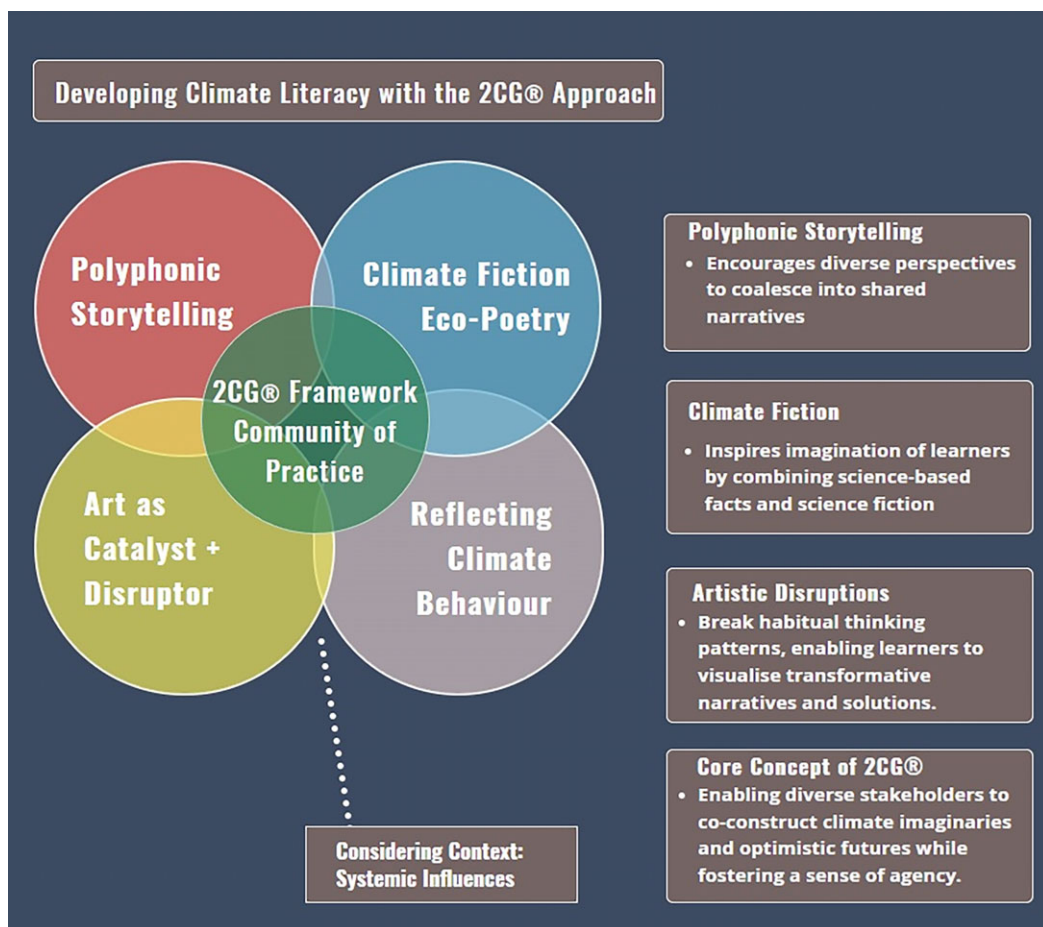 Developing Climate Literacy with the 2CG® Approach
Polyphonic
Storytelling
Climate Fiction
Eco-Poetry
2CG® Framework
Community of
Practice
Art as
Catalyst +
Disruptor
Reflecting
Climate
Behaviour
Considering Context:
Systemic Influences
Polyphonic Storytelling
• Encourages diverse perspectives
to coalesce into shared
narratives
Climate Fiction
• Inspires imagination of learners
by combining science-based
facts and science fiction
Artistic Disruptions
• Break habitual thinking
patterns, enabling learners to
visualise transformative
narratives and solutions.
Core Concept of 2CG®
• Enabling diverse stakeholders to
co-construct climate imaginaries
and optimistic futures while
fostering a sense of agency.